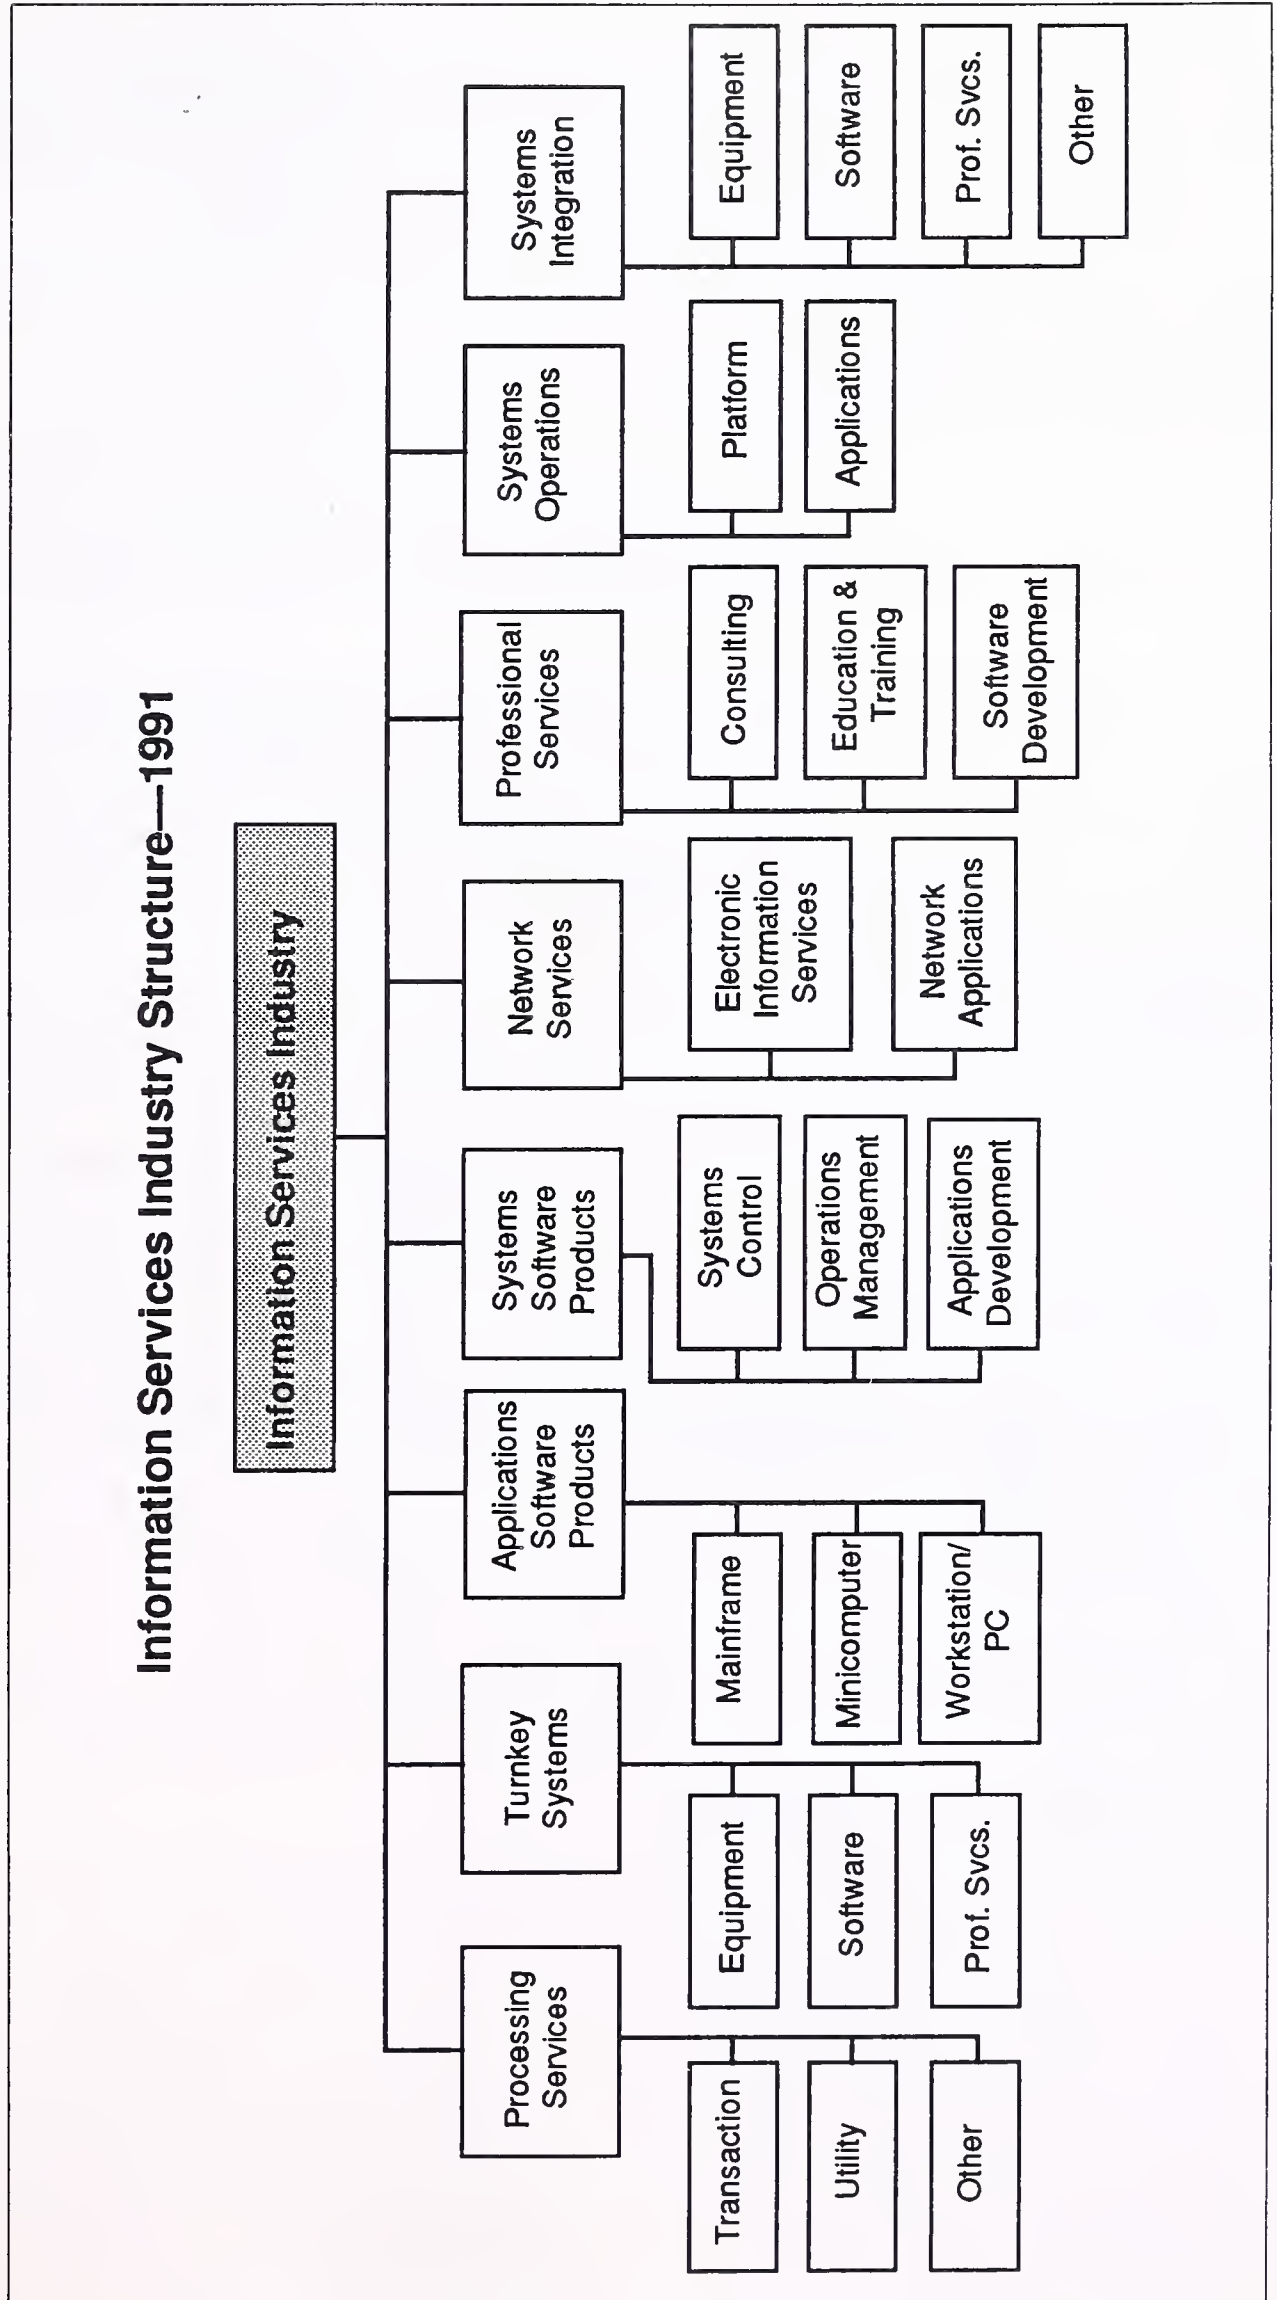 Information Services Industry Structure—1991
Information Services Industry
Processing
Services
Transaction
Utility
Other
Turnkey
Systems
Equipment
Software
Prof. Svcs.
Applications
Software
Products
Mainframe
Minicomputer
Workstation/
PC
Systems
Software
Products
Systems
Control
Operations
Management
Applications
Development
Network
Services
Electronic
Information
Services
Network
Applications
Professional
Services
Consulting
Education &
Training
Software
Development
Systems
Operations
Platform
Applications
Systems
Integration
Equipment
Software
Prof. Svcs.
Other